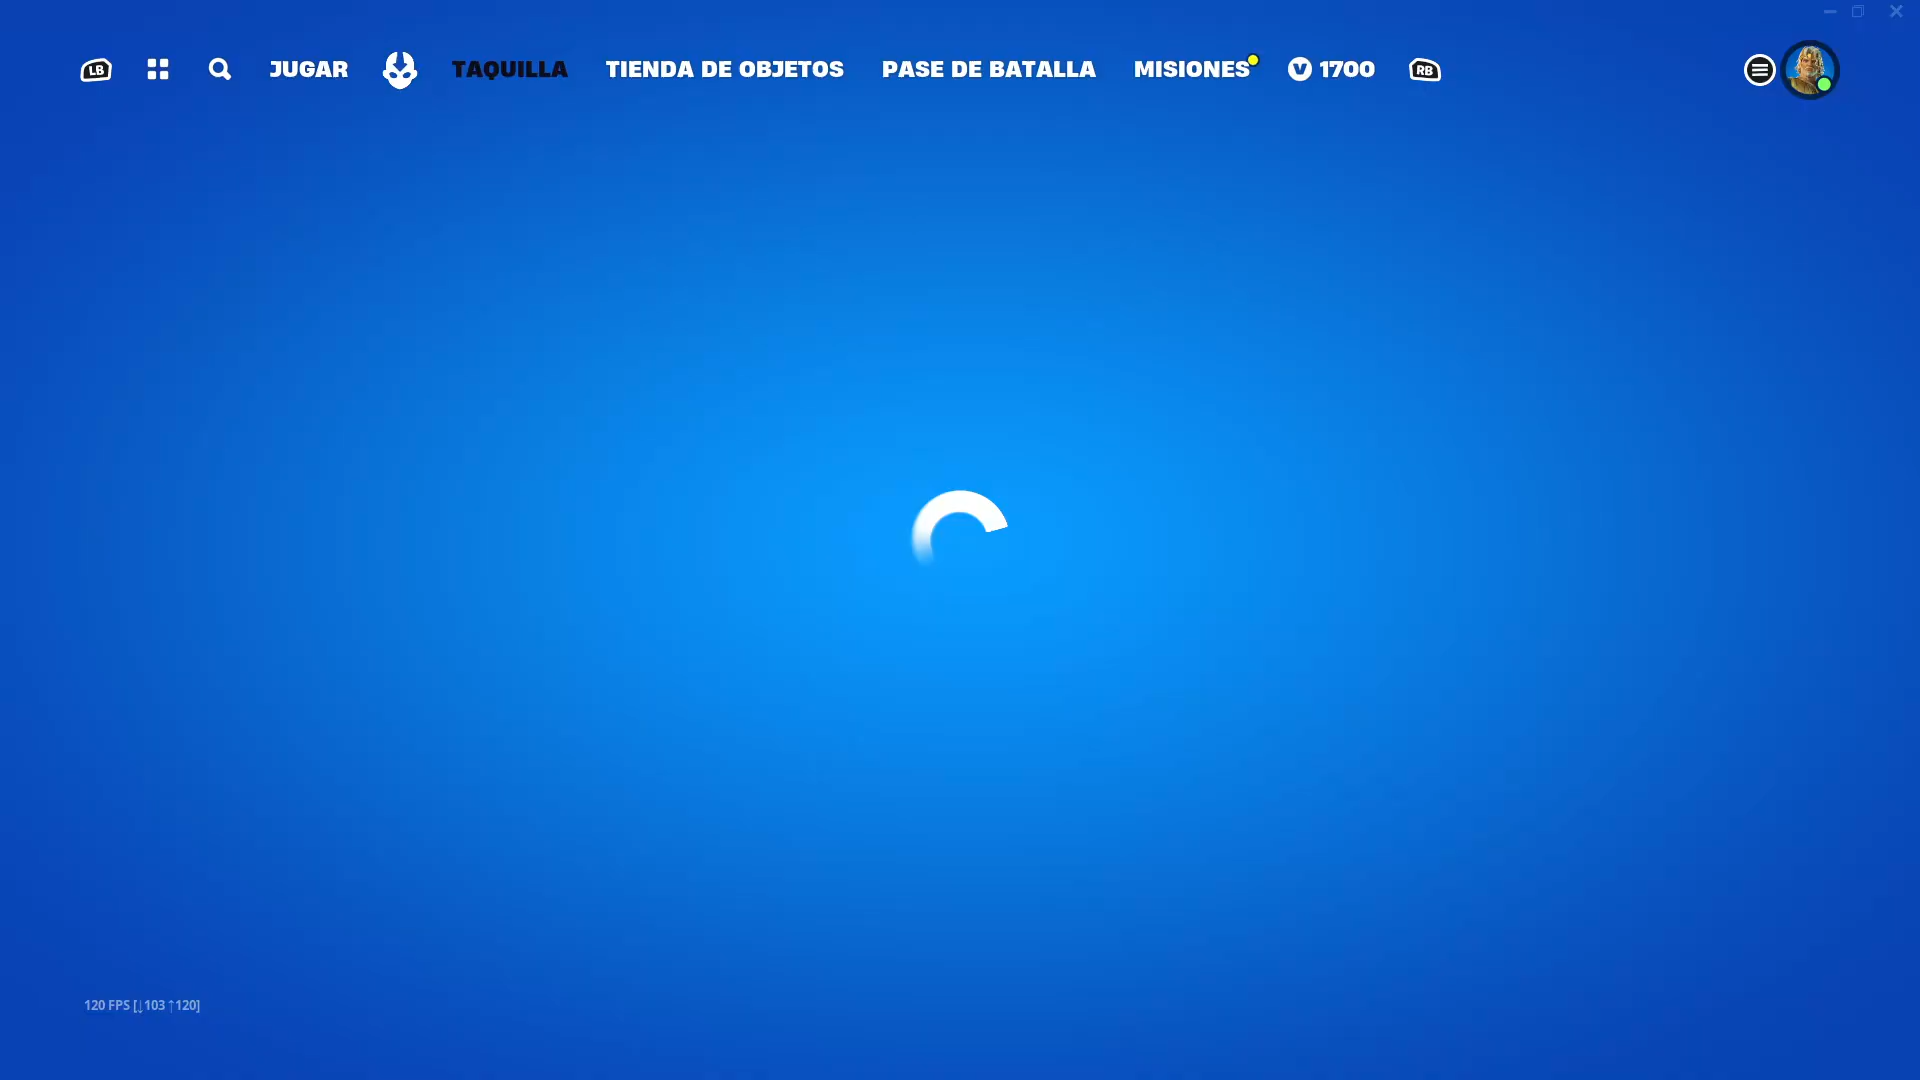 LB JUGAR TAQUILLA TIENDA DE OBJETOS PASE DE BATALLA MISIONES V 1700 RB
120 FPS [↓103 ↑120]